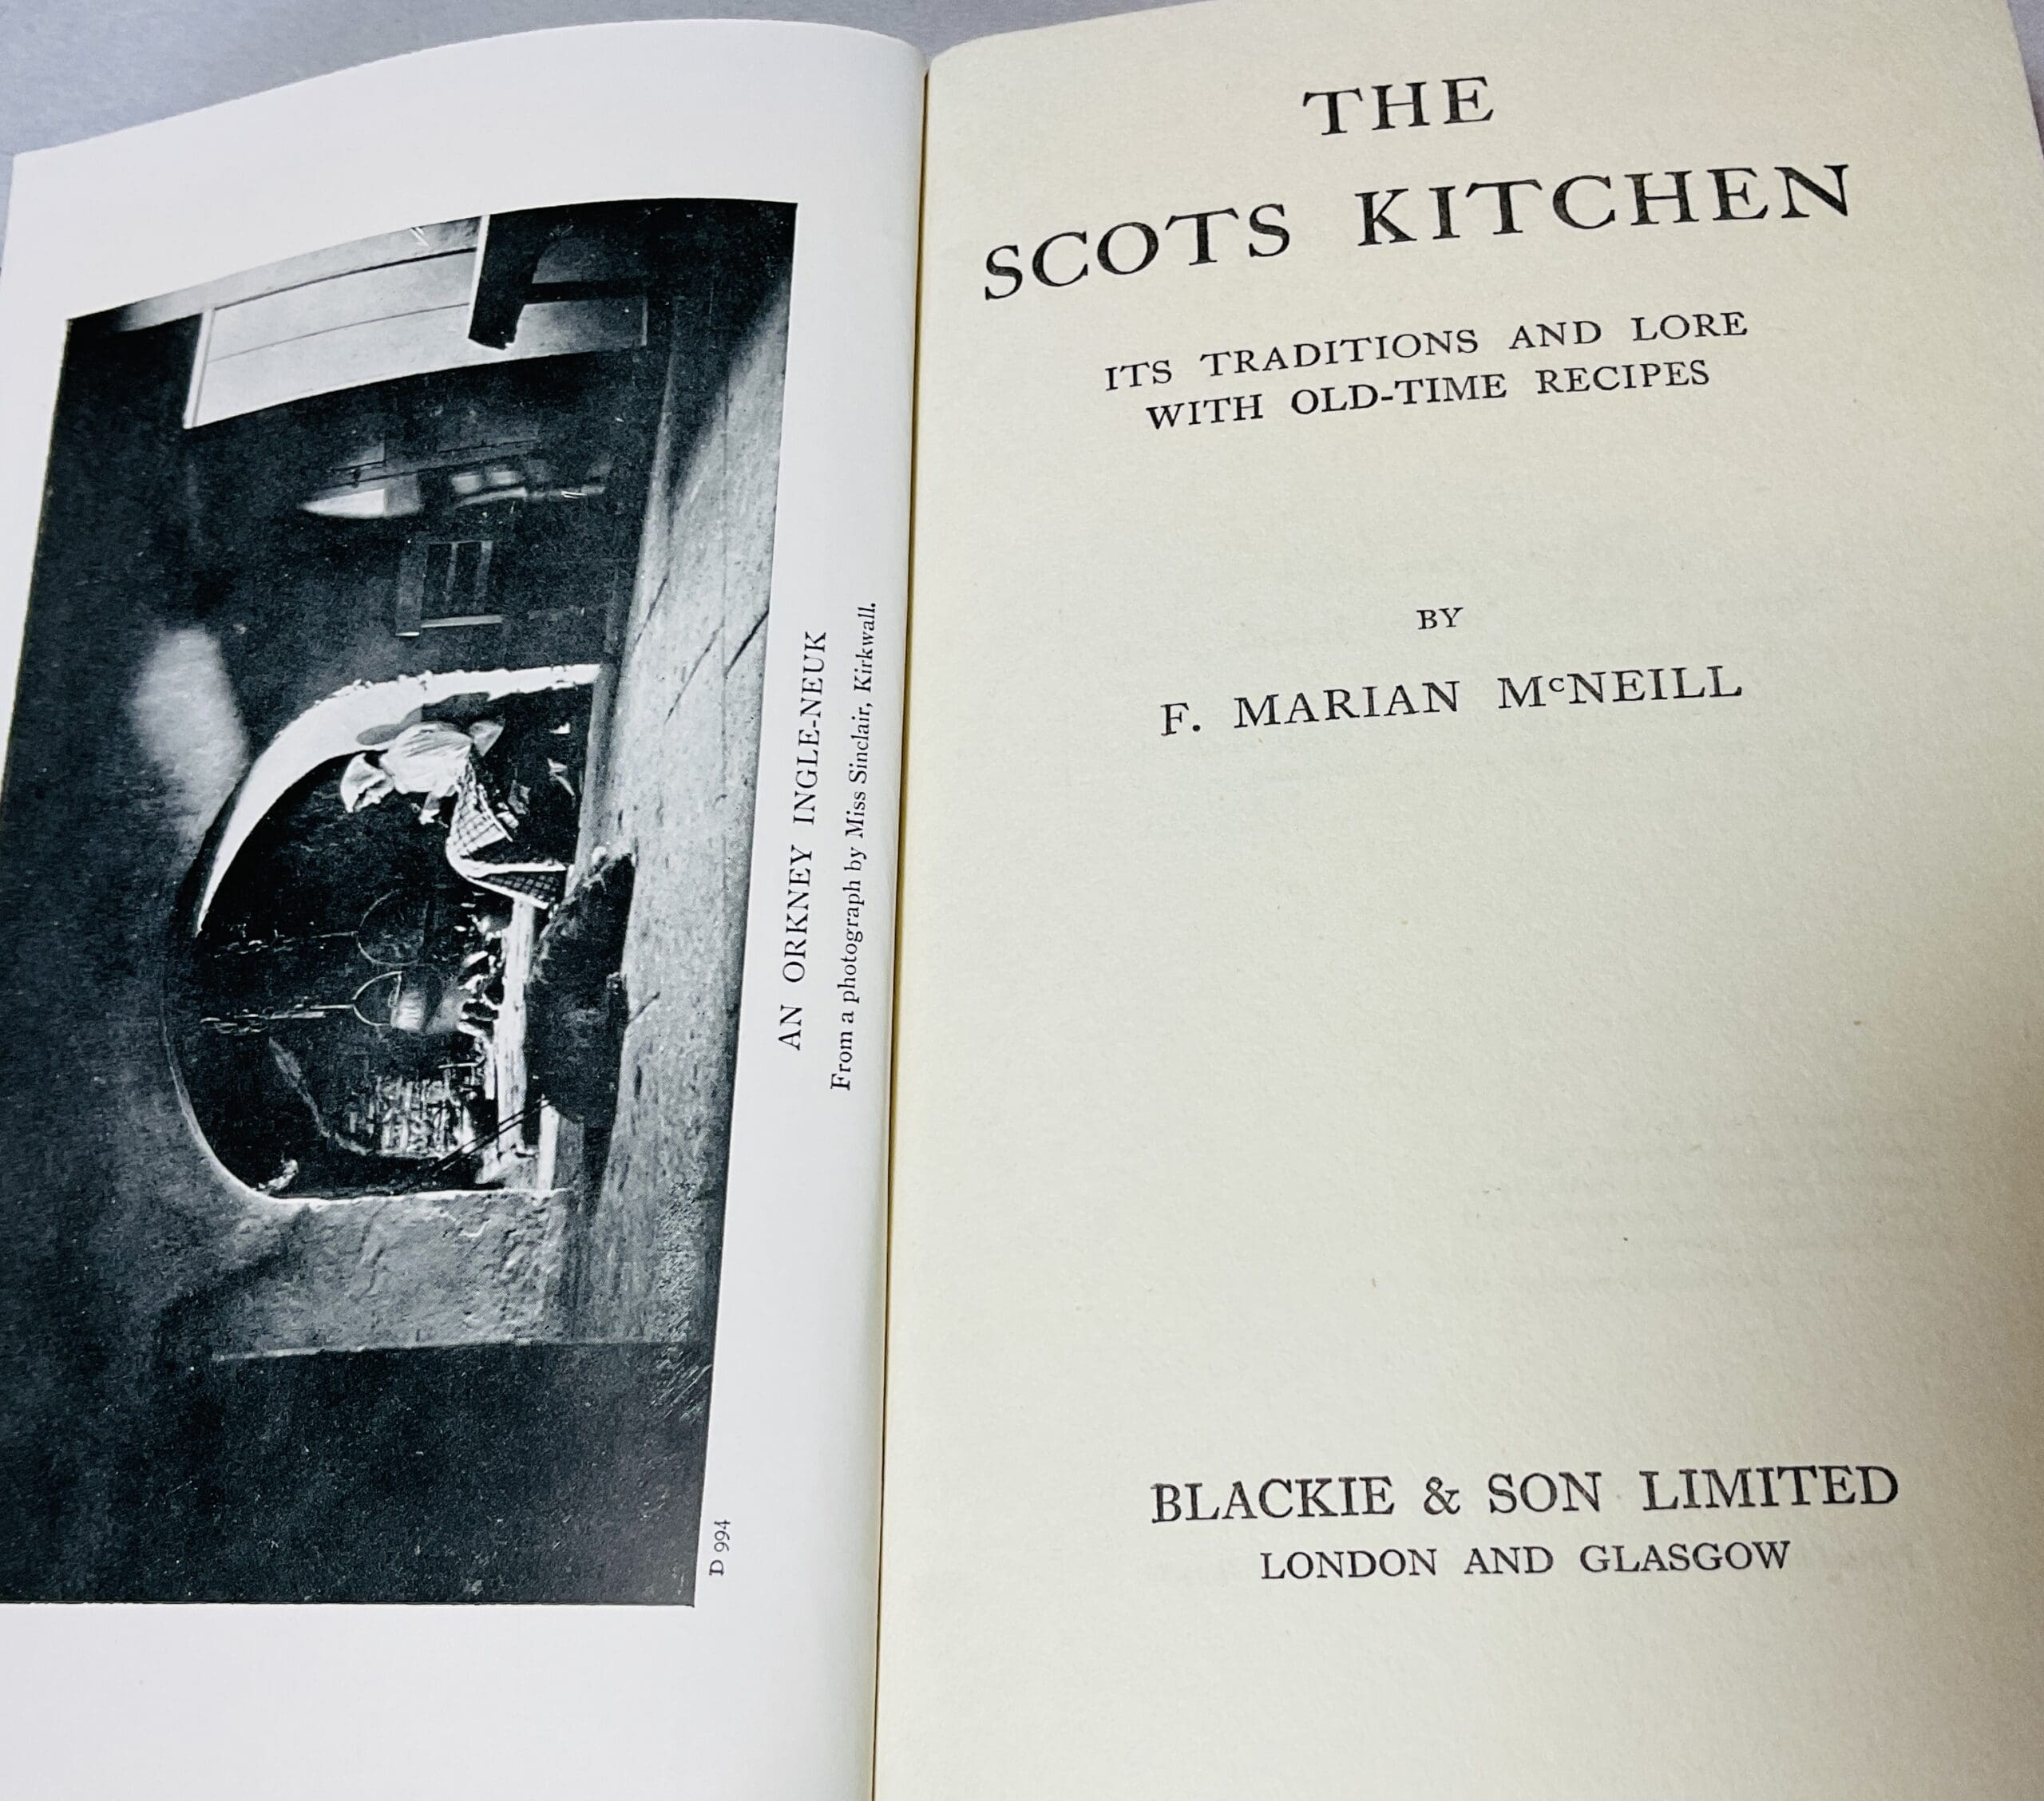 AN ORKNEY INGLE-NEUK
From a photograph by Miss Sinclair, Kirkwall.
D 994
THE
SCOTS KITCHEN
ITS TRADITIONS AND LORE
WITH OLD-TIME RECIPES
BY
F. MARIAN McNEILL
BLACKIE & SON LIMITED
LONDON AND GLASGOW